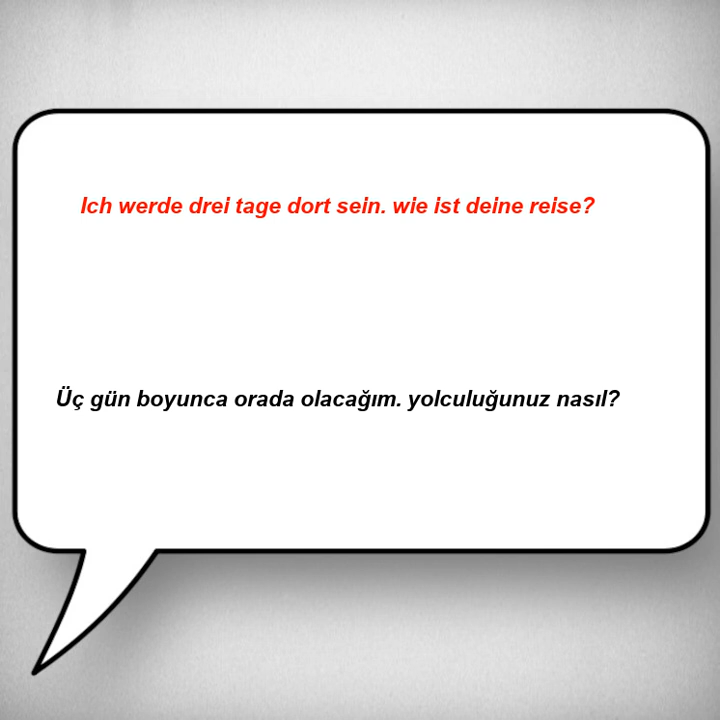 Ich werde drei tage dort sein. wie ist deine reise?
Üç gün boyunca orada olacağım. yolculuğunuz nasıl?